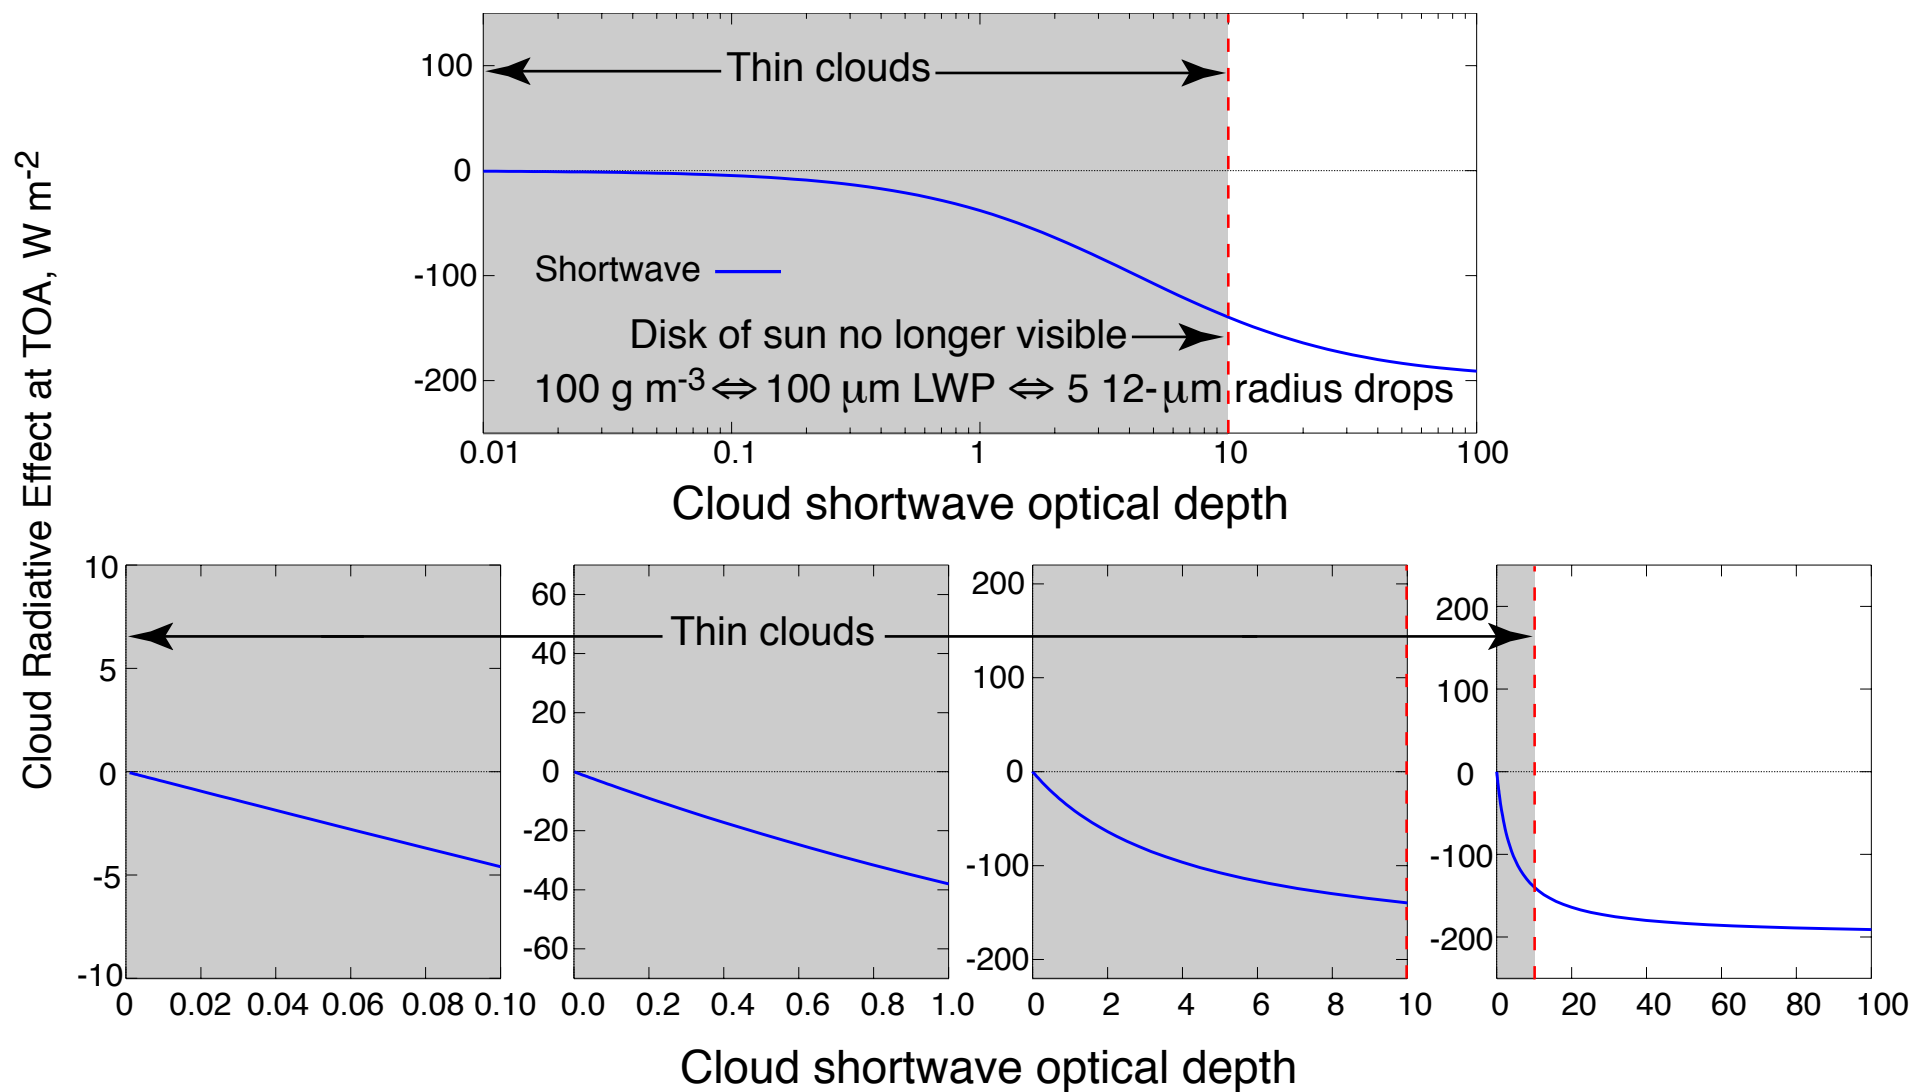 Cloud Radiative Effect at TOA, W m-2
100
0
-100
-200
Thin clouds
Shortwave
Disk of sun no longer visible
100 g m-3 ⇔ 100 μm LWP ⇔ 5 12-μm radius drops
0.01 0.1 1 10 100
Cloud shortwave optical depth
10
5
0
-5
-10
60
40
20
0
-20
-40
-60
200
100
0
-100
-200
200
100
0
-100
-200
Thin clouds
0 0.02 0.04 0.06 0.08 0.10
0.0 0.2 0.4 0.6 0.8 1.0
0 2 4 6 8 10
0 20 40 60 80 100
Cloud shortwave optical depth